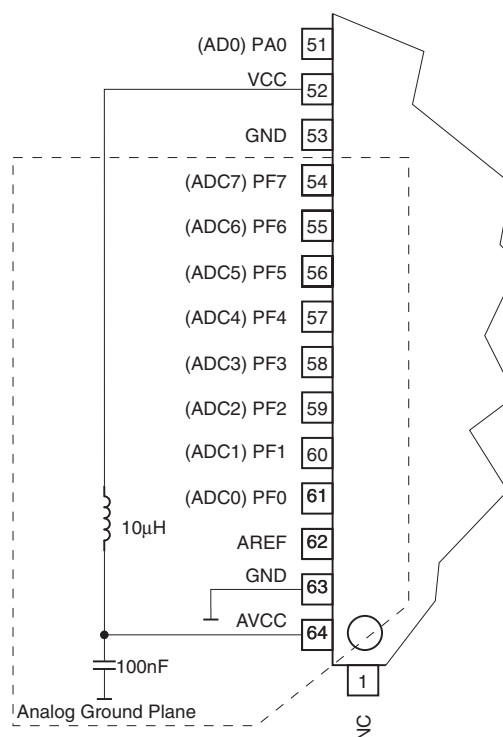 (AD0) PA0 51
VCC 52
GND 53
(ADC7) PF7 54
(ADC6) PF6 55
(ADC5) PF5 56
(ADC4) PF4 57
(ADC3) PF3 58
(ADC2) PF2 59
(ADC1) PF1 60
(ADC0) PF0 61
10μH
AREF 62
GND 63
AVCC 64
100nF
1
Analog Ground Plane
NC